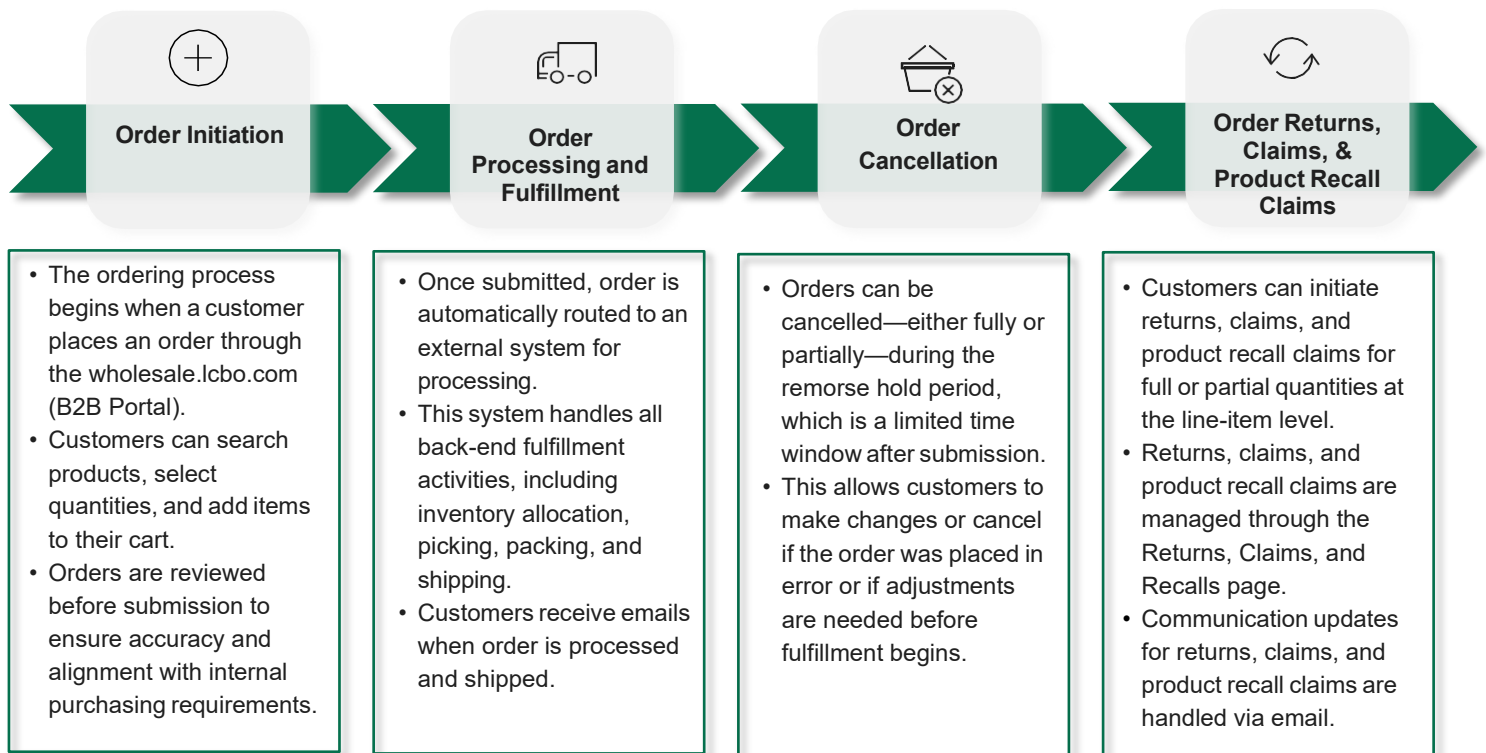 Order Initiation
• The ordering process
begins when a customer
places an order through
the wholesale.lcbo.com
(B2B Portal).
• Customers can search
products, select
quantities, and add items
to their cart.
• Orders are reviewed
before submission to
ensure accuracy and
alignment with internal
purchasing requirements.
Order
Processing and
Fulfillment
• Once submitted, order is
automatically routed to an
external system for
processing.
• This system handles all
back-end fulfillment
activities, including
inventory allocation,
picking, packing, and
shipping.
• Customers receive emails
when order is processed
and shipped.
Order
Cancellation
• Orders can be
cancelled—either fully or
partially—during the
remorse hold period,
which is a limited time
window after submission.
• This allows customers to
make changes or cancel
if the order was placed in
error or if adjustments
are needed before
fulfillment begins.
Order Returns,
Claims, &
Product Recall
Claims
• Customers can initiate
returns, claims, and
product recall claims for
full or partial quantities at
the line-item level.
• Returns, claims, and
product recall claims are
managed through the
Returns, Claims, and
Recalls page.
• Communication updates
for returns, claims, and
product recall claims are
handled via email.